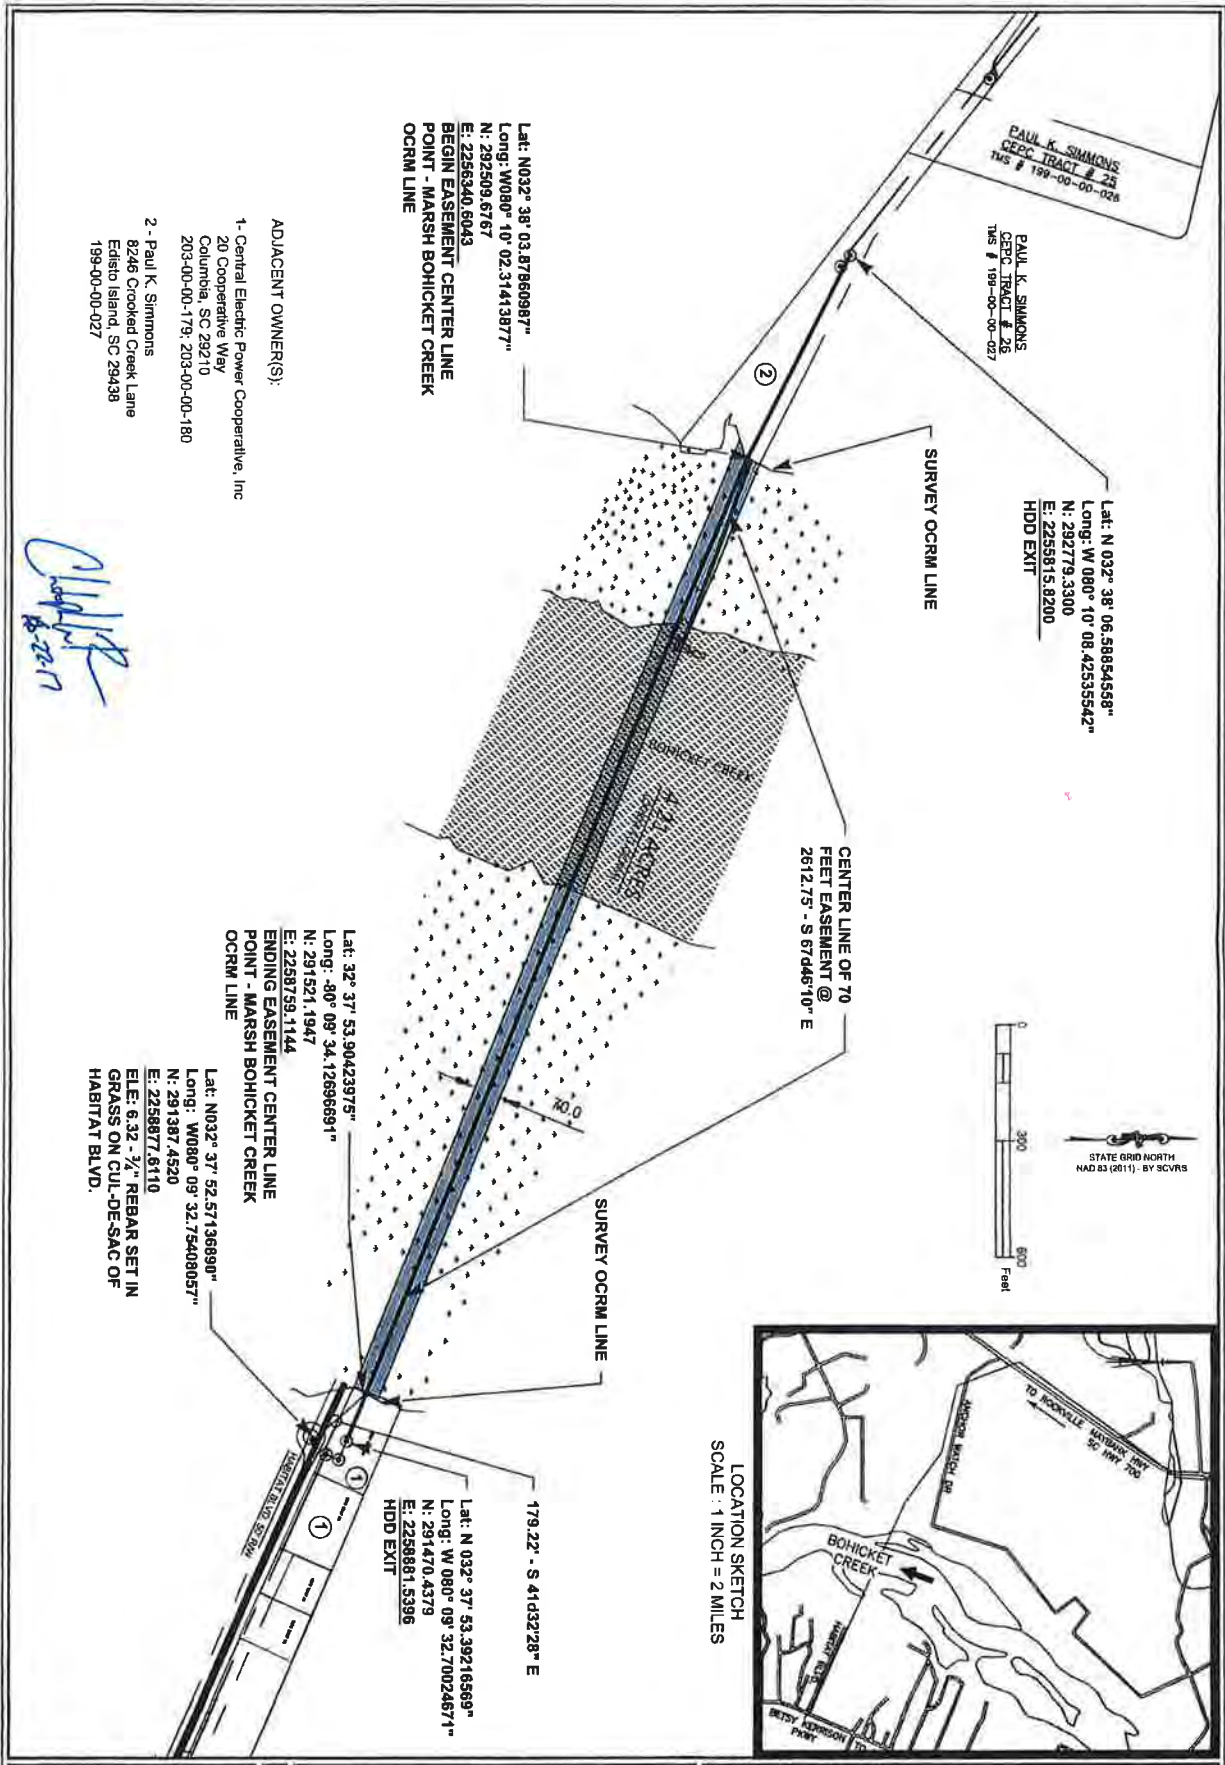 PAUL K. SIMMONS
CEPC TRACT # 25
TMS # 199-00-00-028
PAUL K. SIMMONS
CEPC TRACT # 26
TMS # 199-00-00-027
Lat: N 032° 38' 06.58854558"
Long: W 080° 10' 08.42535542"
N: 292779.3300
E: 2255815.8200
HDD EXIT
Lat: N032° 38' 03.87860987"
Long: W080° 10' 02.31413877"
N: 292509.6767
E: 2256340.6043
BEGIN EASEMENT CENTER LINE
POINT - MARSH BOHICKET CREEK
OCRM LINE
2
SURVEY OCRM LINE
CENTER LINE OF 70
FEET EASEMENT @
2612.75' - S 67d46'10" E
BOHICKET CREEK
ACRES
70.0
0
300
600
Feet
STATE GRID NORTH
NAD 83 (2011) - BY SCVRS
ADJACENT OWNER(S):
1- Central Electric Power Cooperative, Inc
20 Cooperative Way
Columbia, SC 29210
203-00-00-179; 203-00-00-180
2 - Paul K. Simmons
8246 Crooked Creek Lane
Edisto Island, SC 29438
199-00-00-027
Lat: 32° 37' 53.90423975"
Long: -80° 09' 34.12696691"
N: 291521.1947
E: 2258759.1144
ENDING EASEMENT CENTER LINE
POINT - MARSH BOHICKET CREEK
OCRM LINE
Lat: N032° 37' 52.57136890"
Long: W080° 09' 32.75408057"
N: 291387.4520
E: 2258877.6110
ELE: 6.32 - 3/4" REBAR SET IN
GRASS ON CUL-DE-SAC OF
HABITAT BLVD.
SURVEY OCRM LINE
179.22' - S 41d32'28" E
Lat: N 032° 37' 53.39216569"
Long: W 080° 09' 32.70024671"
N: 291470.4379
E: 2258881.5396
HDD EXIT
1
1
HABITAT BLVD 50' R/W
TO ROCKVILLE
MAYBANK HWY
SC HWY 700
ANCHOR WATCH DR
BOHICKET
CREEK
HABITAT BLVD
BETSY KERRISON
PKWY
TO
LOCATION SKETCH
SCALE : 1 INCH = 2 MILES